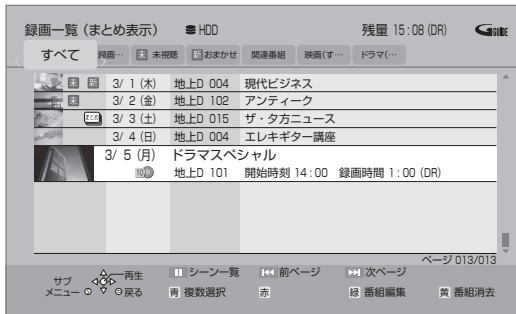 録画一覧 (まとめ表示) HDD 残量 15:08 (DR) GGUIDE
すべて 録画… 未 未視聴 新 おまかせ 関連番組 映画(す… ドラマ(…
未 新 3/ 1 (木) 地上D 004 現代ビジネス
未 3/ 2 (金) 地上D 102 アンティーク
まとめ 3/ 3 (土) 地上D 015 ザ・夕方ニュース
3/ 4 (日) 地上D 004 エレキギター講座
3/ 5 (月) ドラマスペシャル
地上D 101 開始時刻 14:00 録画時間 1:00 (DR)
ページ 013/013
サブメニュー 再生 戻る シーン一覧 前ページ 次ページ
青 複数選択 赤 緑 番組編集 黄 番組消去